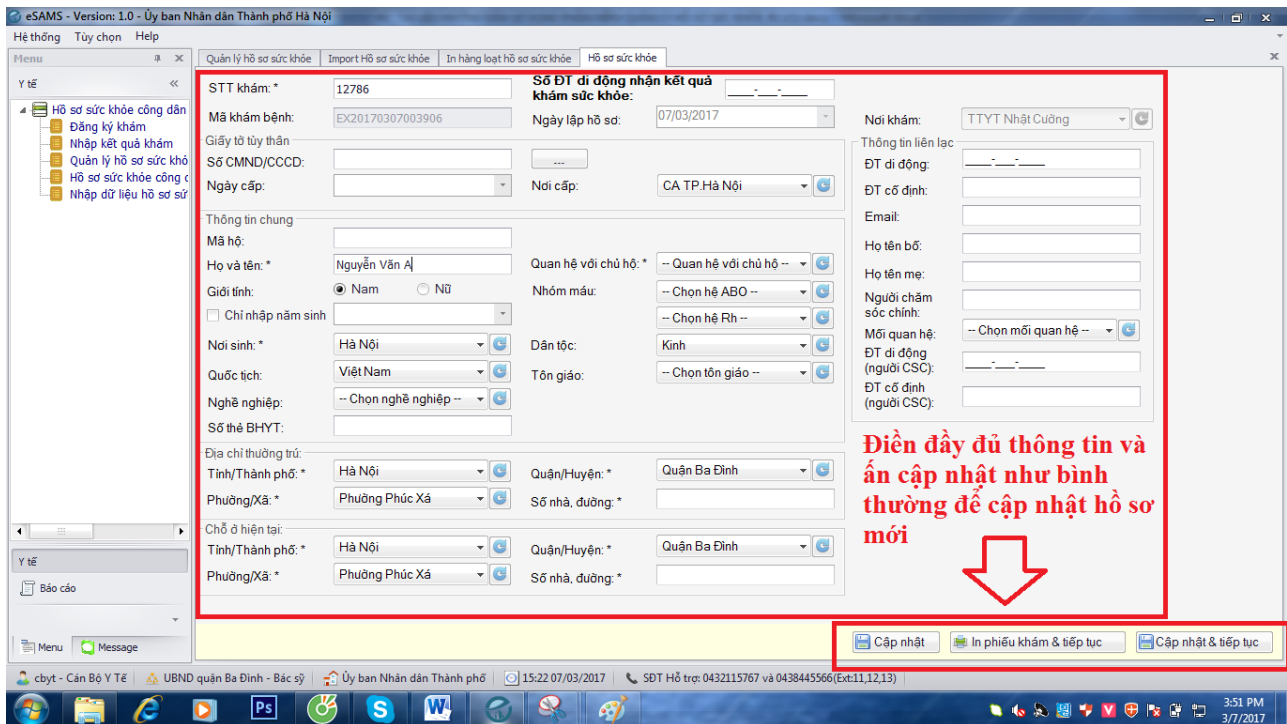 eSAMS - Version: 1.0 - Ủy ban Nhân dân Thành phố Hà Nội
Hệ thống Tùy chọn Help
Menu
Quản lý hồ sơ sức khỏe Import Hồ sơ sức khỏe In hàng loạt hồ sơ sức khỏe Hồ sơ sức khỏe
Y tế
Hồ sơ sức khỏe công dân
Đăng ký khám
Nhập kết quả khám
Quản lý hồ sơ sức khỏ
Hồ sơ sức khỏe công d
Nhập dữ liệu hồ sơ sứ
STT khám: * 12786 Số ĐT di động nhận kết quả
khám sức khỏe: ____-___-____
Mã khám bệnh: EX20170307003906 Ngày lập hồ sơ: 07/03/2017 Nơi khám: TTYT Nhật Cường
Giấy tờ tùy thân
Số CMND/CCCD: ...
Ngày cấp: Nơi cấp: CA TP.Hà Nội
Thông tin chung
Mã hộ:
Họ và tên: * Nguyễn Văn A Quan hệ với chủ hộ: * -- Quan hệ với chủ hộ --
Giới tính: Nam Nữ Nhóm máu: -- Chọn hệ ABO --
Chỉ nhập năm sinh -- Chọn hệ Rh --
Nơi sinh: * Hà Nội Dân tộc: Kinh
Quốc tịch: Việt Nam Tôn giáo: -- Chọn tôn giáo --
Nghề nghiệp: -- Chọn nghề nghiệp --
Số thẻ BHYT:
Thông tin liên lạc
ĐT di động: ____-___-____
ĐT cố định:
Email:
Họ tên bố:
Họ tên mẹ:
Người chăm
sóc chính:
Mối quan hệ: -- Chọn mối quan hệ --
ĐT di động
(người CSC): ____-___-____
ĐT cố định
(người CSC):
Địa chỉ thường trú:
Tỉnh/Thành phố: * Hà Nội Quận/Huyện: * Quận Ba Đình
Phường/Xã: * Phường Phúc Xá Số nhà, đường: *
Chỗ ở hiện tại:
Tỉnh/Thành phố: * Hà Nội Quận/Huyện: * Quận Ba Đình
Phường/Xã: * Phường Phúc Xá Số nhà, đường: *
Điền đầy đủ thông tin và
ấn cập nhật như bình
thường để cập nhật hồ sơ
mới
Y tế
Báo cáo
Menu Message
Cập nhật In phiếu khám & tiếp tục Cập nhật & tiếp tục
cbyt - Cán Bộ Y Tế UBND quận Ba Đình - Bác sỹ Ủy ban Nhân dân Thành phố 15:22 07/03/2017 SĐT Hỗ trợ: 0432115767 và 0438445566(Ext:11,12,13)
Ps S W V
3:51 PM
3/7/2017